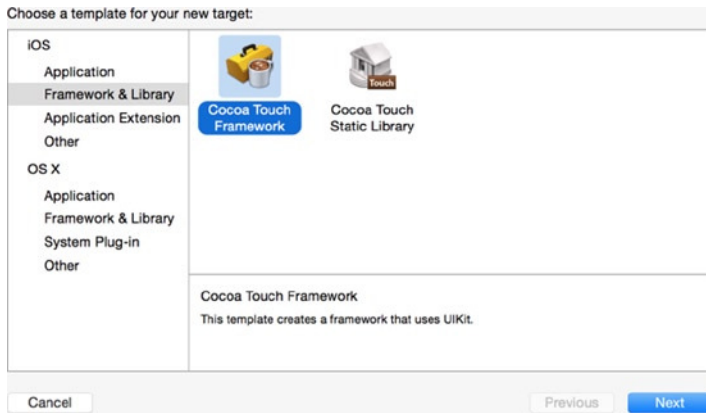 Choose a template for your new target:
iOS
Application
Framework & Library
Application Extension
Other
OS X
Application
Framework & Library
System Plug-in
Other
Touch
Cocoa Touch
Framework
Cocoa Touch
Static Library
Cocoa Touch Framework
This template creates a framework that uses UIKit.
Cancel
Previous
Next